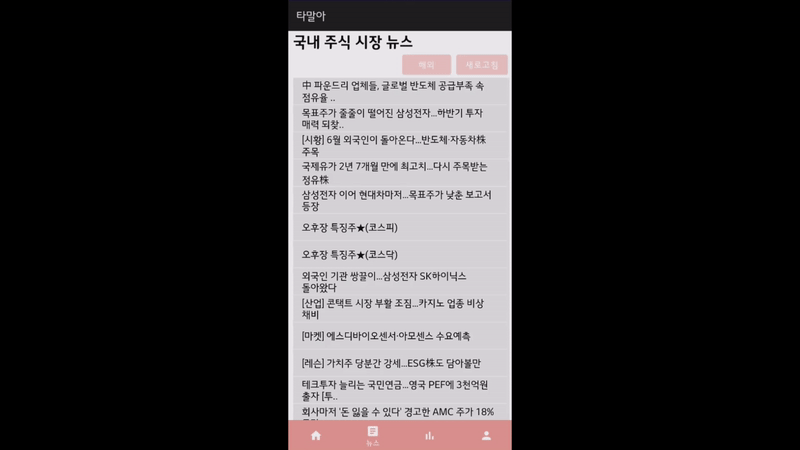 타말아
국내 주식 시장 뉴스
해외
새로고침
中 파운드리 업체들, 글로벌 반도체 공급부족 속
점유율 ..
목표주가 줄줄이 떨어진 삼성전자...하반기 투자
매력 되찾..
[시황] 6월 외국인이 돌아온다...반도체·자동차株
주목
국제유가 2년 7개월 만에 최고치...다시 주목받는
정유株
삼성전자 이어 현대차마저...목표주가 낮춘 보고서
등장
오후장 특징주★(코스피)
오후장 특징주★(코스닥)
외국인 기관 쌍끌이...삼성전자 SK하이닉스
돌아왔다
[산업] 콘택트 시장 부활 조짐...카지노 업종 비상
채비
[마켓] 에스디바이오센서·아모센스 수요예측
[레슨] 가치주 당분간 강세...ESG株도 담아볼만
테크투자 늘리는 국민연금...영국 PEF에 3천억원
출자 [투..
회사마저 '돈 잃을 수 있다' 경고한 AMC 주가 18%
뉴스